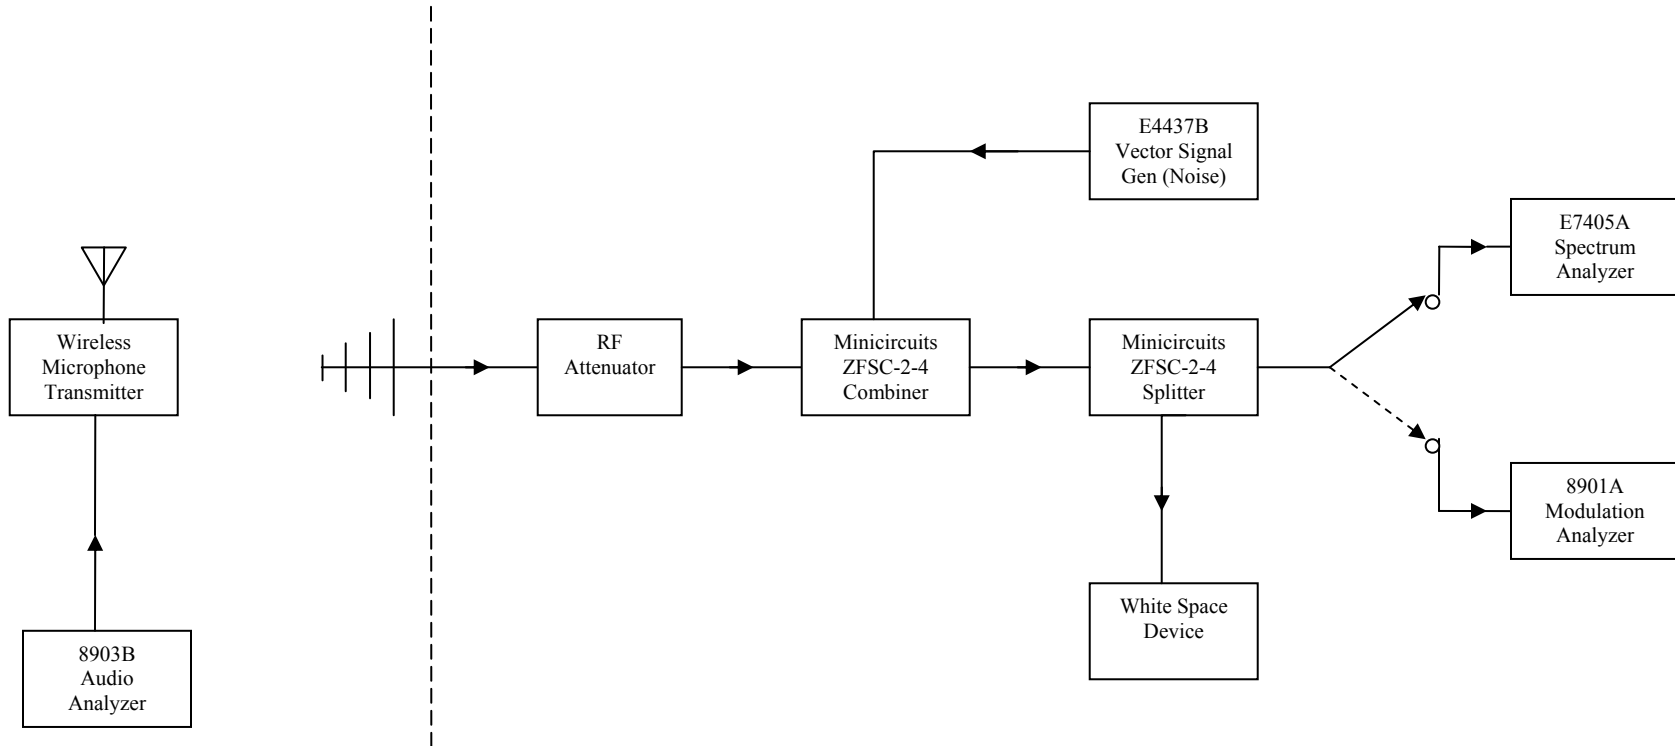 E4437B
Vector Signal
Gen (Noise)
E7405A
Spectrum
Analyzer
Wireless
Microphone
Transmitter
RF
Attenuator
Minicircuits
ZFSC-2-4
Combiner
Minicircuits
ZFSC-2-4
Splitter
8901A
Modulation
Analyzer
White Space
Device
8903B
Audio
Analyzer